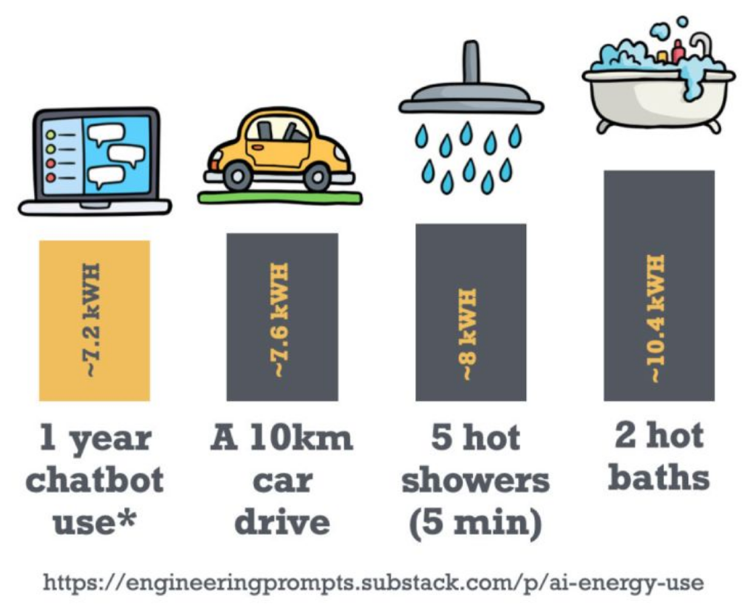 ~7.2 kWH
~7.6 kWH
~8 kWH
~10.4 kWH
1 year
chatbot
use*
A 10km
car
drive
5 hot
showers
(5 min)
2 hot
baths
https://engineeringprompts.substack.com/p/ai-energy-use